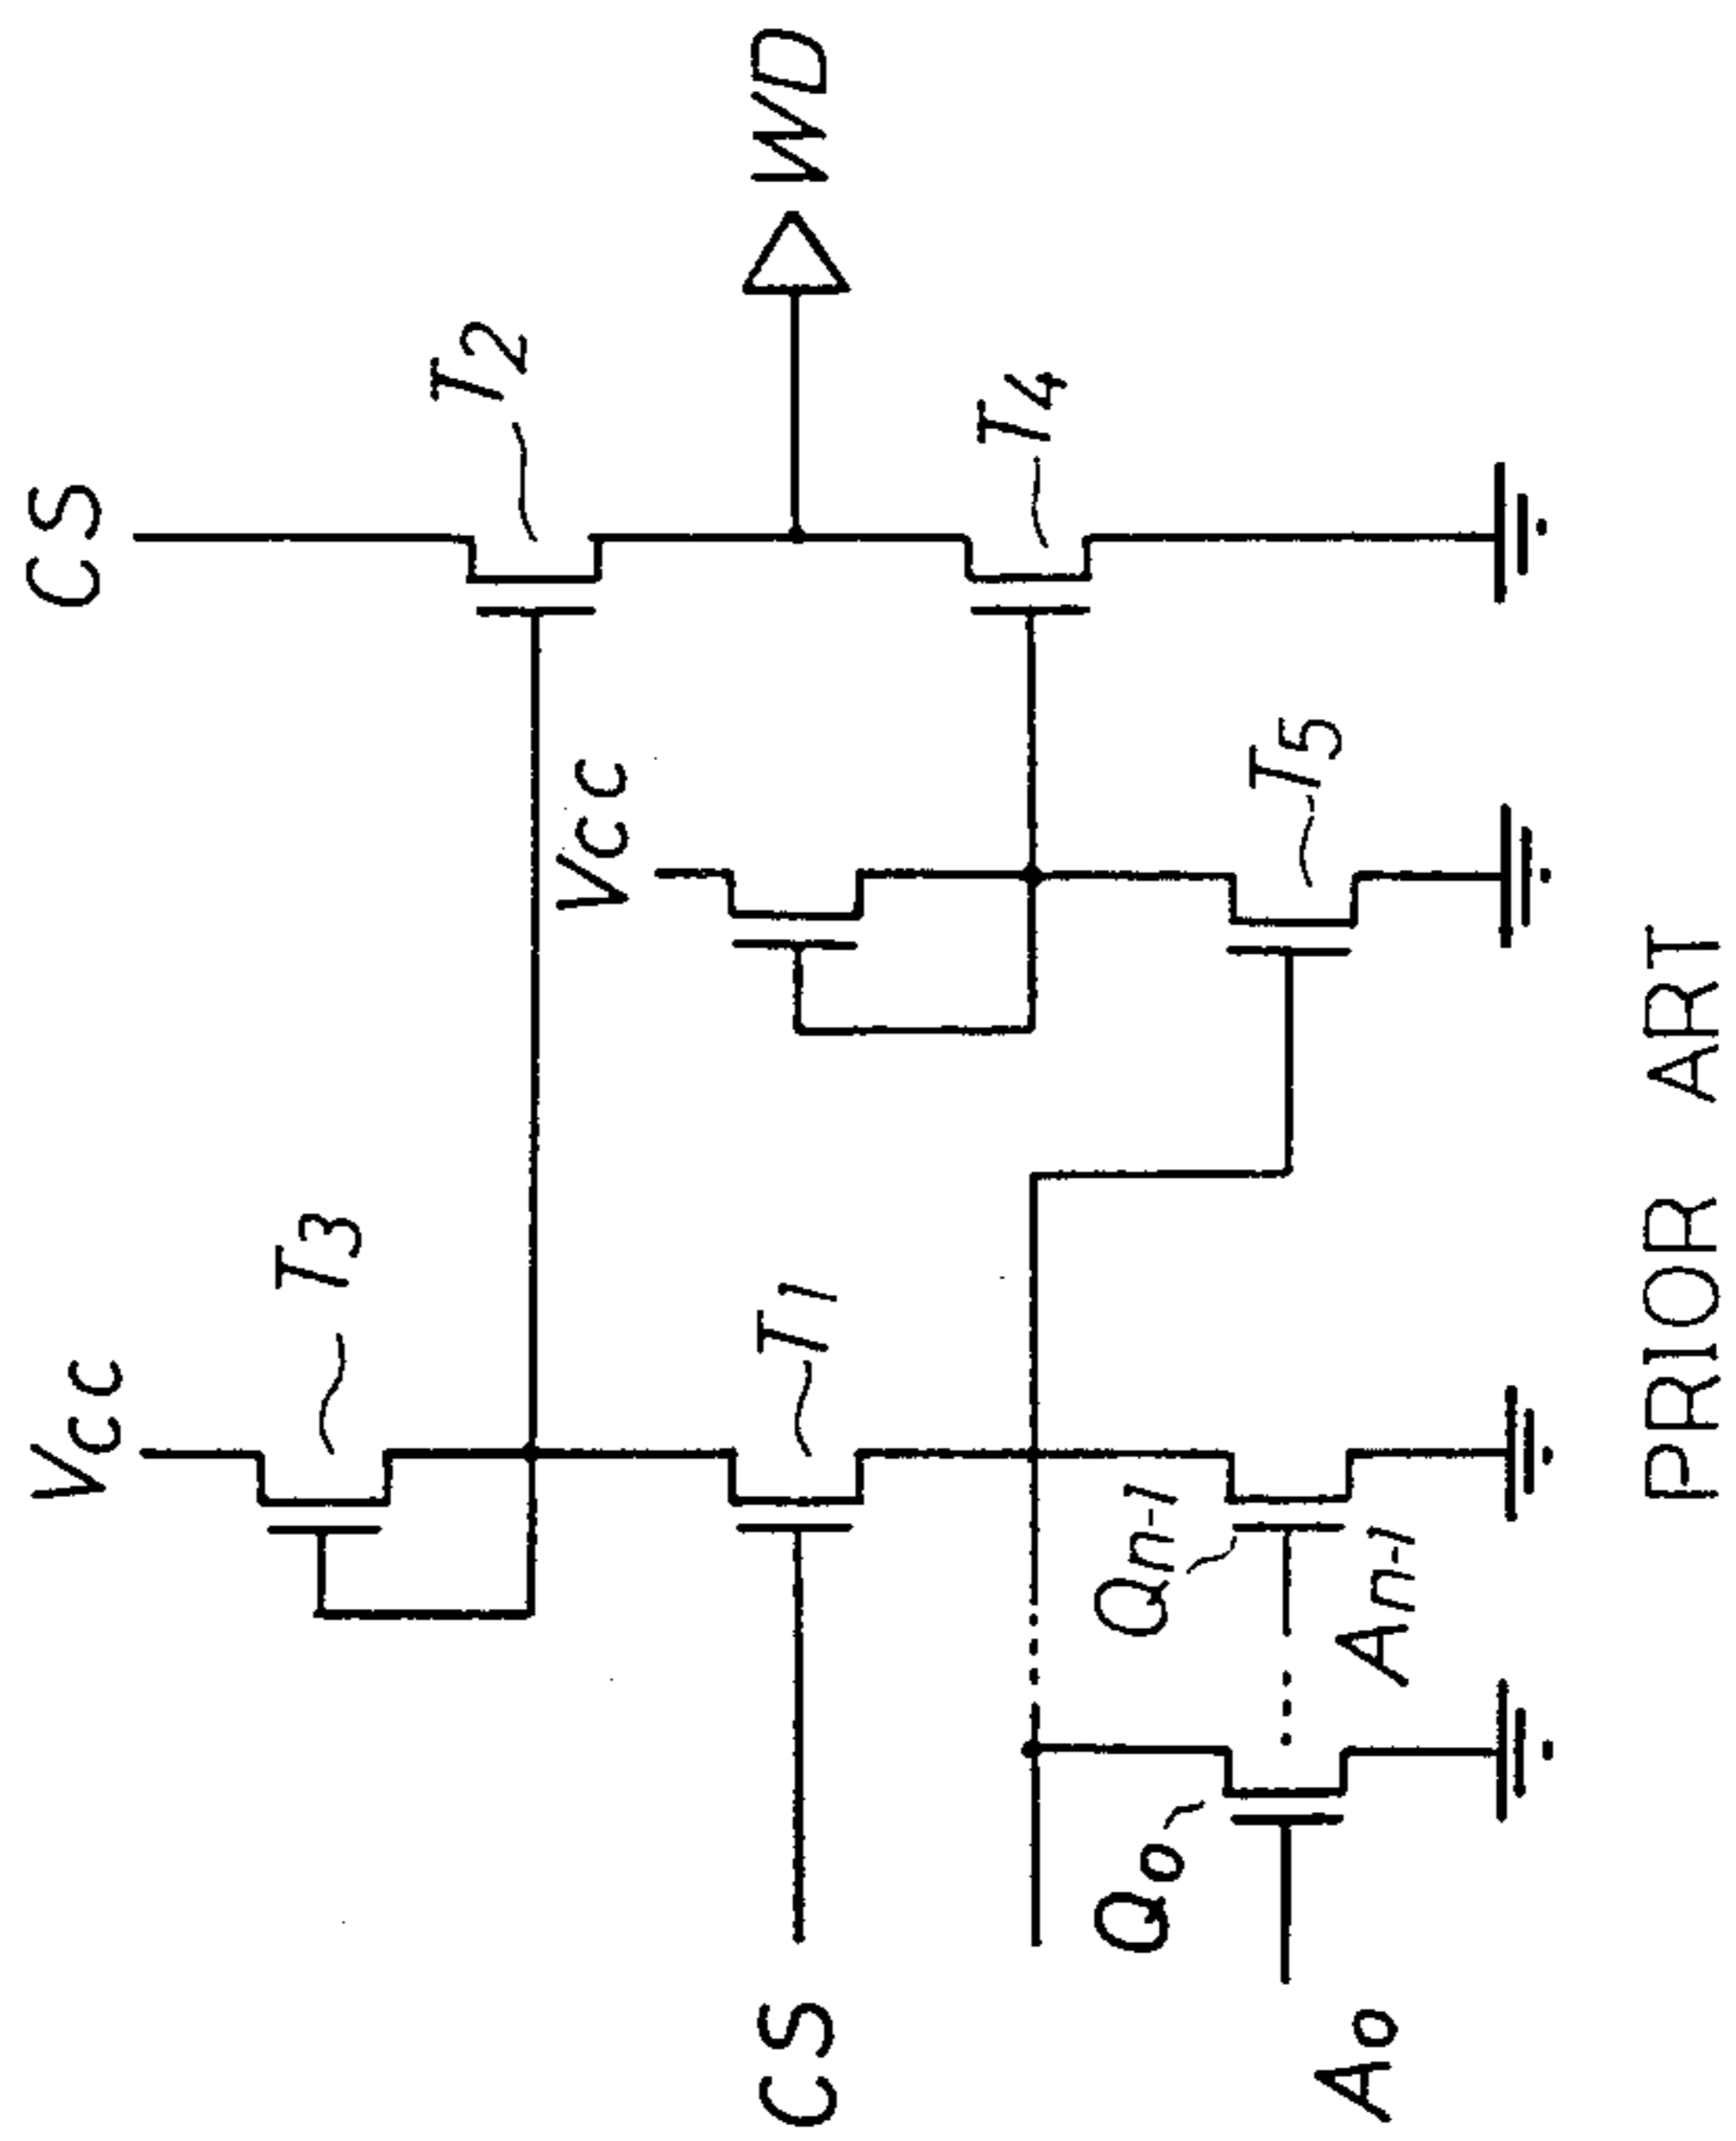 Vcc
CS
T3
T2
Vcc
CS
T1
WD
T4
Qo
Qn-1
T5
Ao
An-1
PRIOR ART